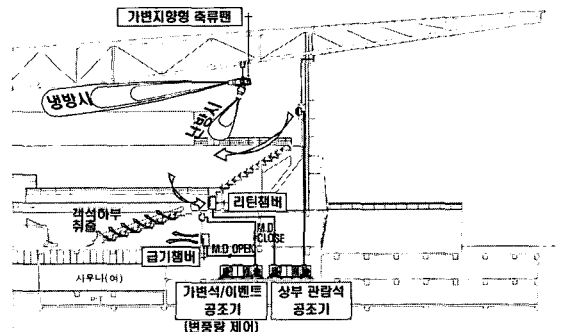 가변지향형 축류팬
냉방시
난방시
리턴챔버
객석하부
취출
M.D
CLOSE
M.D OPEN
급기챔버
샤우너(여)
가변석/이벤트
공조기
(변풍량 제어)
상부 관람석
공조기